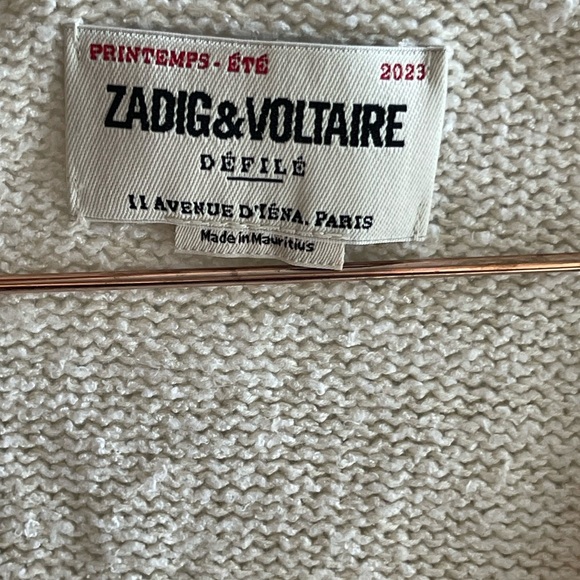 PRINTEMPS - ÉTÉ 2023
ZADIG&VOLTAIRE
DÉFILÉ
11 AVENUE D'IÉNA, PARIS
Made in Mauritius